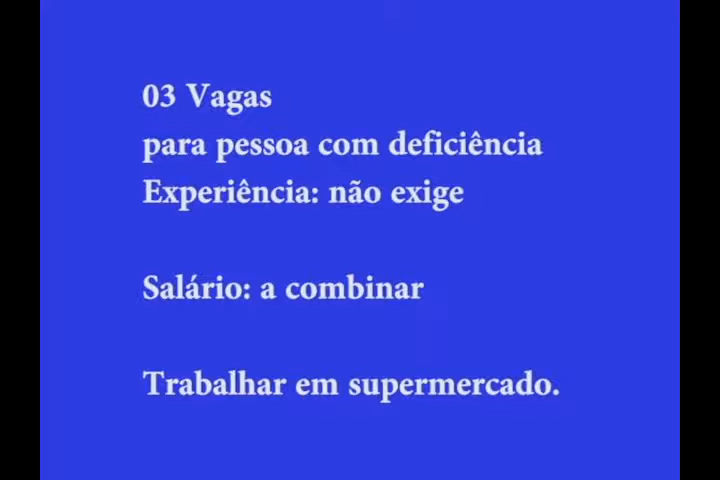 03 Vagas
para pessoa com deficiência
Experiência: não exige
Salário: a combinar
Trabalhar em supermercado.